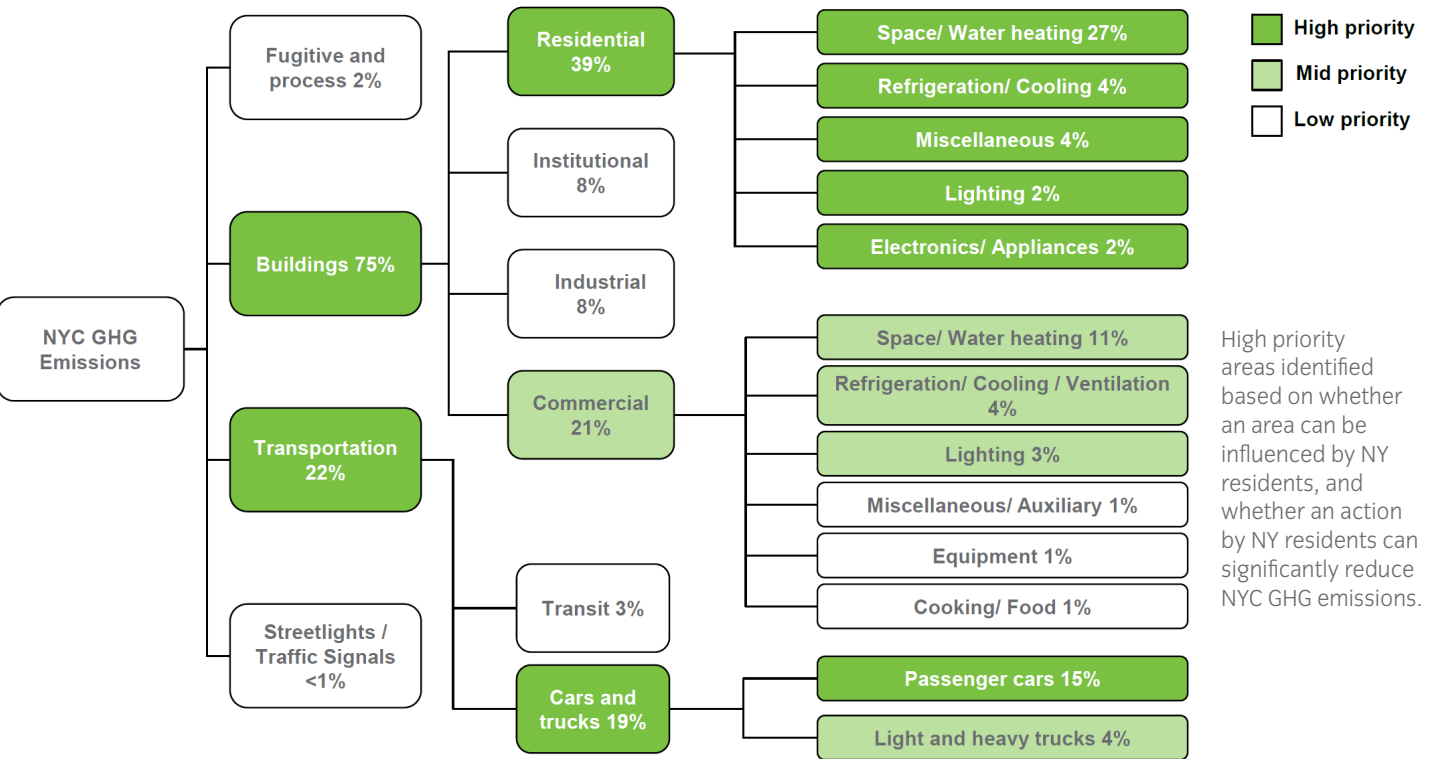 NYC GHG
Emissions
Fugitive and
process 2%
Buildings 75%
Transportation
22%
Streetlights /
Traffic Signals
<1%
Residential
39%
Institutional
8%
Industrial
8%
Commercial
21%
Transit 3%
Cars and
trucks 19%
Space/ Water heating 27%
Refrigeration/ Cooling 4%
Miscellaneous 4%
Lighting 2%
Electronics/ Appliances 2%
Space/ Water heating 11%
Refrigeration/ Cooling / Ventilation
4%
Lighting 3%
Miscellaneous/ Auxiliary 1%
Equipment 1%
Cooking/ Food 1%
Passenger cars 15%
Light and heavy trucks 4%
High priority
Mid priority
Low priority
High priority
areas identified
based on whether
an area can be
influenced by NY
residents, and
whether an action
by NY residents can
significantly reduce
NYC GHG emissions.